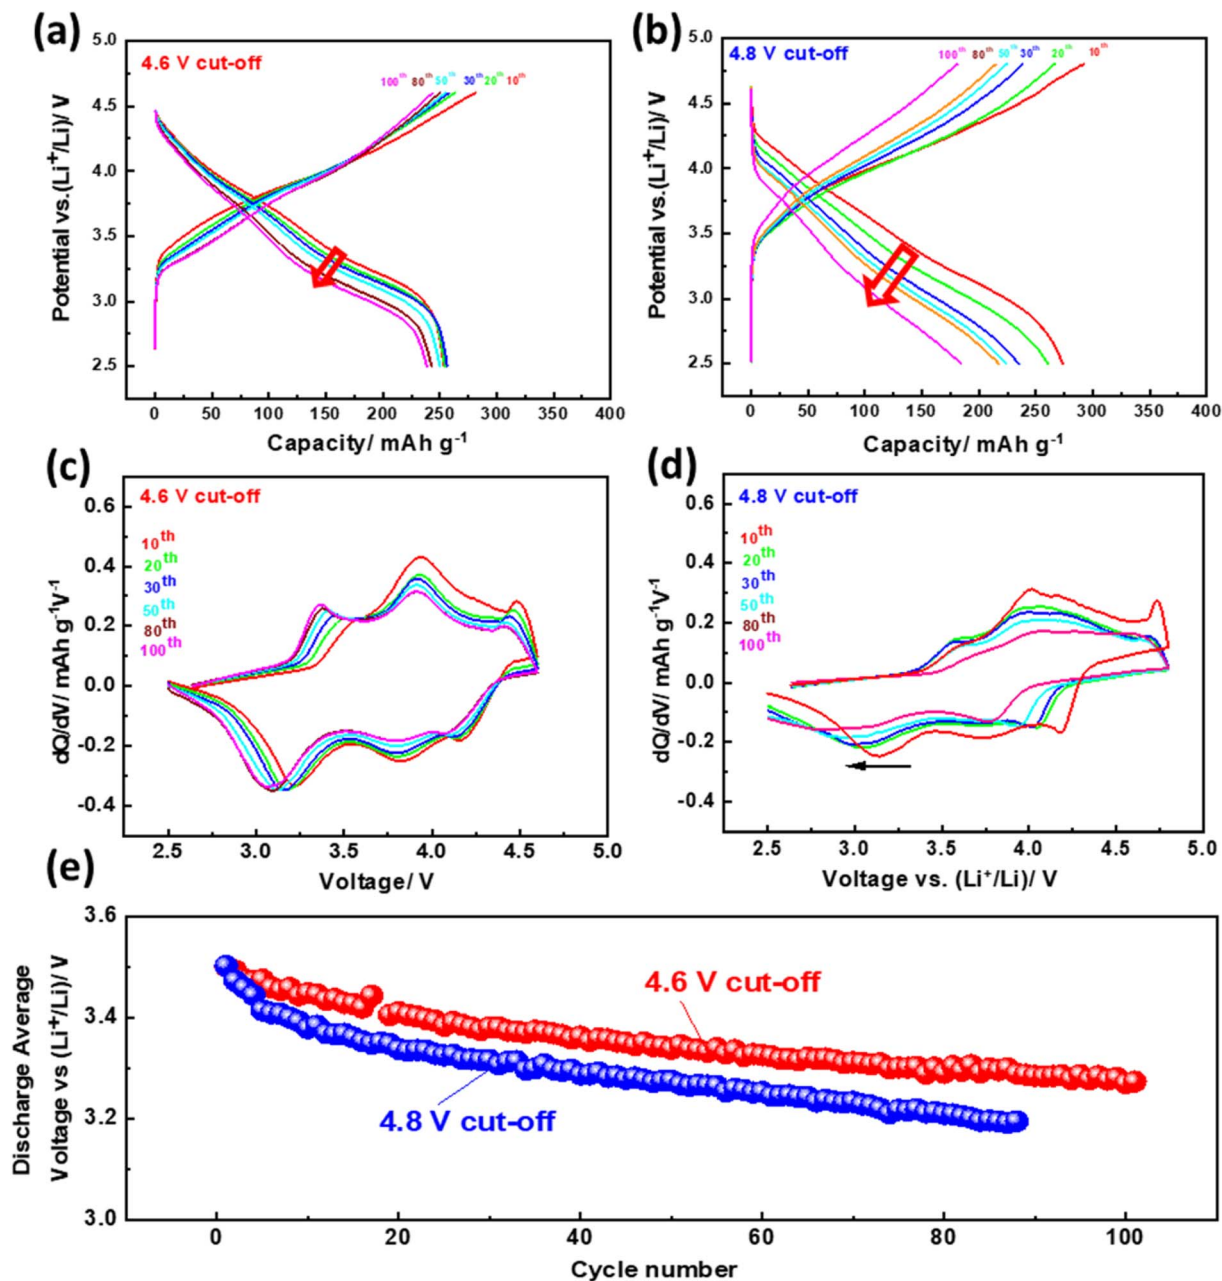 (a)
4.6 V cut-off
100th 80th 50th 30th 20th 10th
5.0
4.5
4.0
3.5
3.0
2.5
Potential vs.(Li+/Li)/ V
0 50 100 150 200 250 300 350 400
Capacity/ mAh g-1
(b)
4.8 V cut-off
100th 80th 50th 30th 20th 10th
5.0
4.5
4.0
3.5
3.0
2.5
Potential vs.(Li+/Li)/ V
0 50 100 150 200 250 300 350 400
Capacity/ mAh g-1
(c)
4.6 V cut-off
10th
20th
30th
50th
80th
100th
0.6
0.4
0.2
0.0
-0.2
-0.4
dQ/dV/ mAh g-1V-1
2.5 3.0 3.5 4.0 4.5 5.0
Voltage/ V
(d)
4.8 V cut-off
10th
20th
30th
50th
80th
100th
0.6
0.4
0.2
0.0
-0.2
-0.4
dQ/dV/ mAh g-1V-1
2.5 3.0 3.5 4.0 4.5 5.0
Voltage vs. (Li+/Li)/ V
(e)
3.6
3.4
3.2
3.0
Discharge Average
Voltage vs (Li+/Li)/ V
4.6 V cut-off
4.8 V cut-off
0 20 40 60 80 100
Cycle number